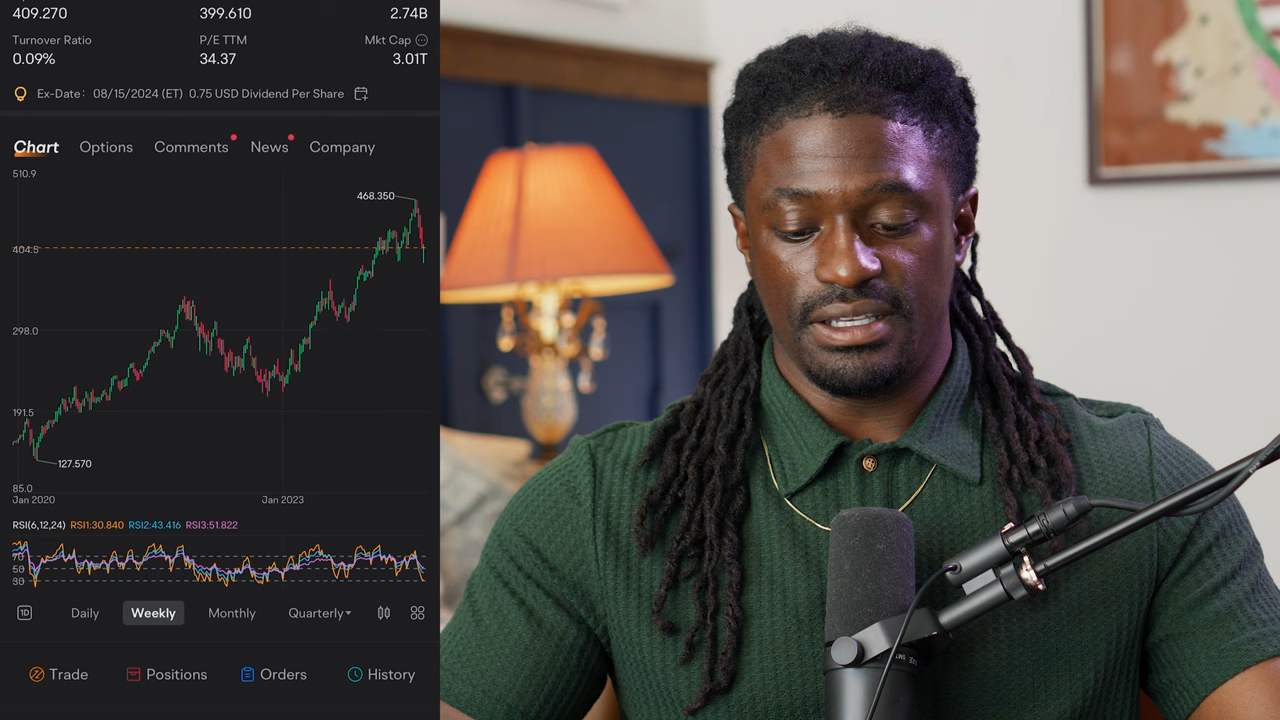 409.270 399.610 2.74B
Turnover Ratio P/E TTM Mkt Cap
0.09% 34.37 3.01T
Ex-Date: 08/15/2024 (ET) 0.75 USD Dividend Per Share
Chart Options Comments News Company
510.9
468.350
404.5
298.0
191.5
127.570
85.0
Jan 2020 Jan 2023
RSI(6,12,24) RSI1:30.840 RSI2:43.416 RSI3:51.822
70
50
30
1D Daily Weekly Monthly Quarterly
Trade Positions Orders History